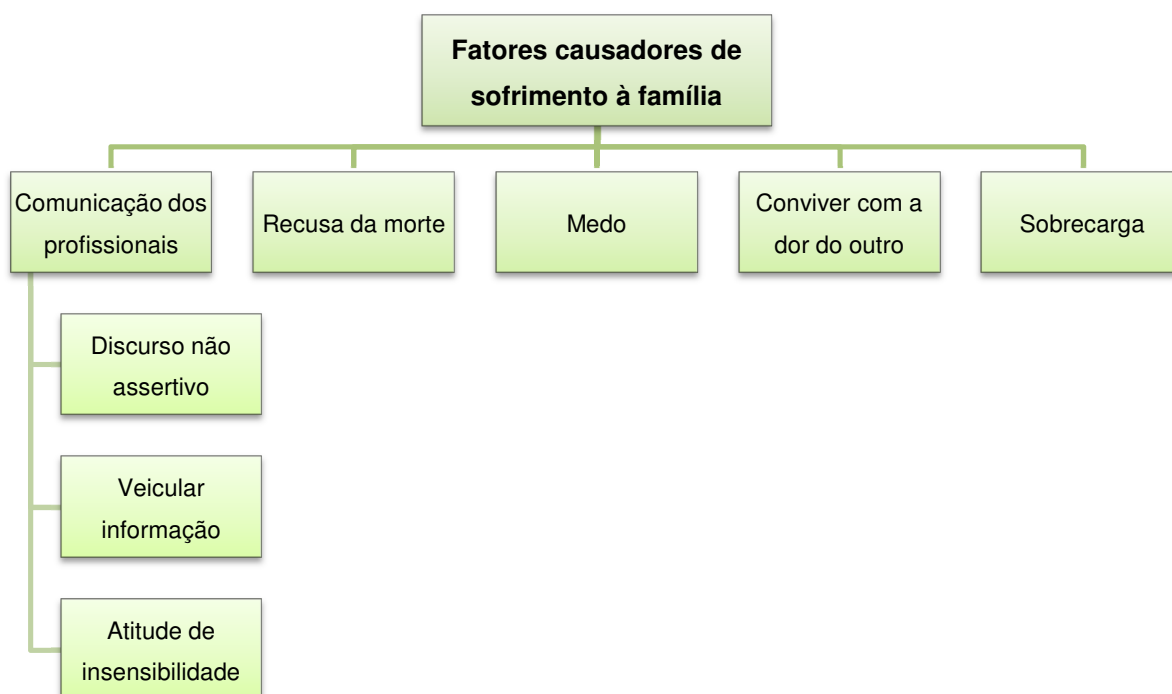 Fatores causadores de
sofrimento à família
Comunicação dos
profissionais
Recusa da morte
Medo
Conviver com a
dor do outro
Sobrecarga
Discurso não
assertivo
Veicular
informação
Atitude de
insensibilidade